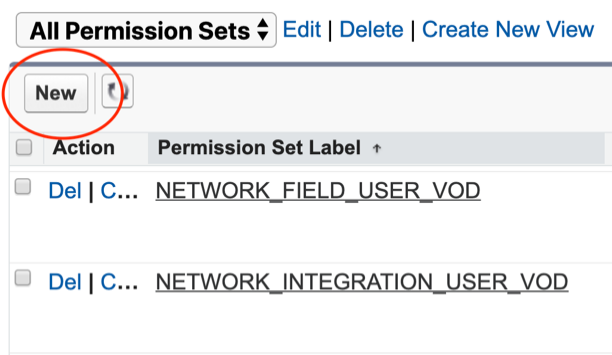 All Permission Sets Edit | Delete | Create New View
New
Action Permission Set Label ↑
Del | C... NETWORK_FIELD_USER_VOD
Del | C... NETWORK_INTEGRATION_USER_VOD